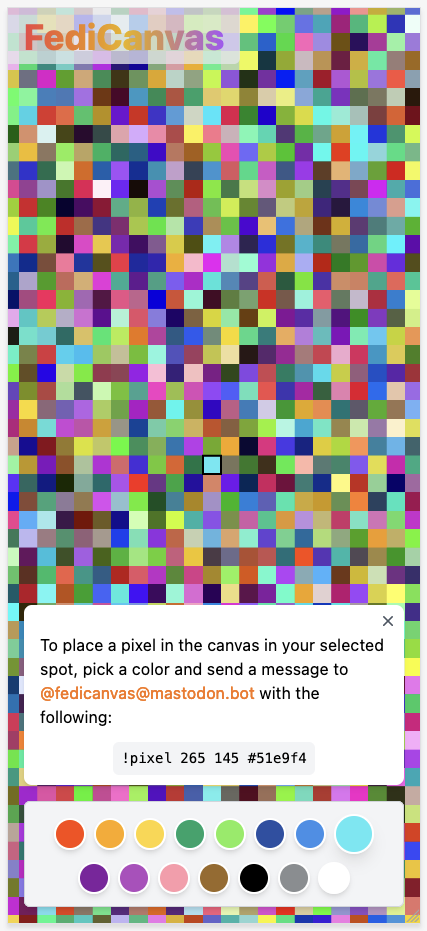 FediCanvas
To place a pixel in the canvas in your selected
spot, pick a color and send a message to
@fedicanvas@mastodon.bot with the
following:
!pixel 265 145 #51e9f4